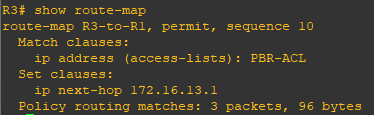 R3# show route-map
route-map R3-to-R1, permit, sequence 10
  Match clauses:
    ip address (access-lists): PBR-ACL
  Set clauses:
    ip next-hop 172.16.13.1
  Policy routing matches: 3 packets, 96 bytes